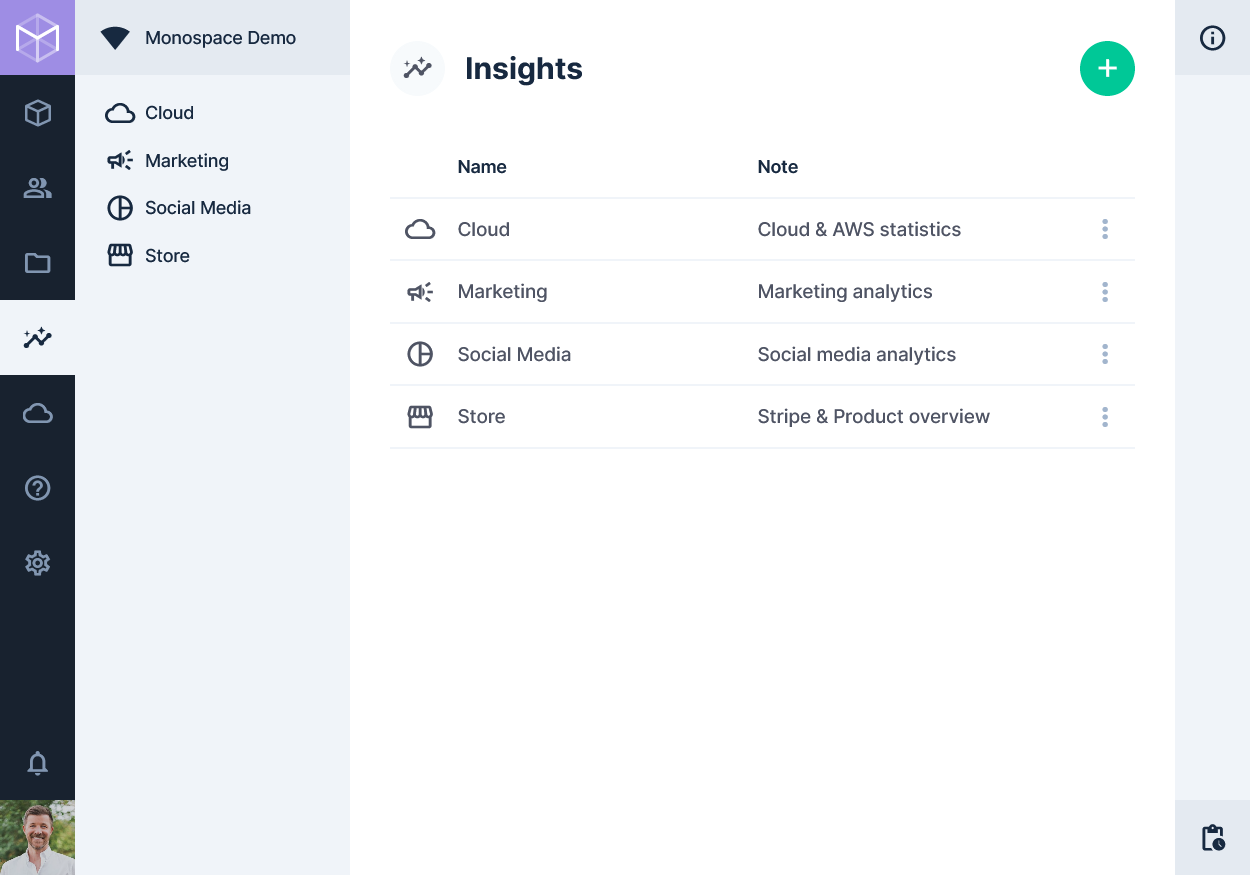 Monospace Demo
Cloud
Marketing
Social Media
Store
Insights
Name Note
Cloud Cloud & AWS statistics
Marketing Marketing analytics
Social Media Social media analytics
Store Stripe & Product overview